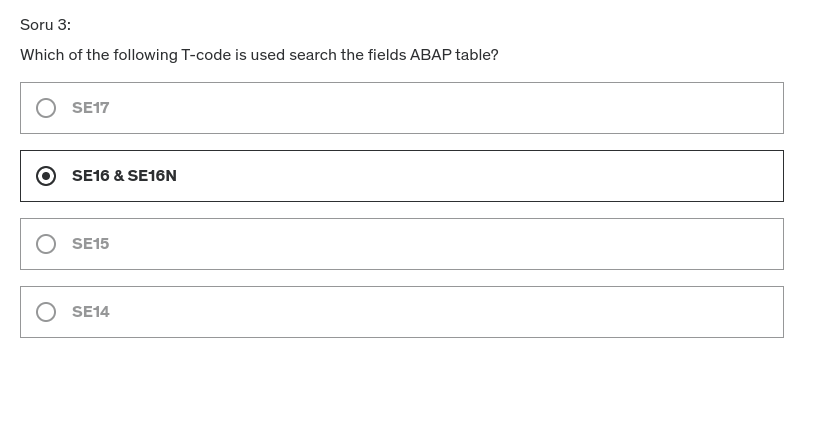 Soru 3:
Which of the following T-code is used search the fields ABAP table?
SE17
SE16 & SE16N
SE15
SE14